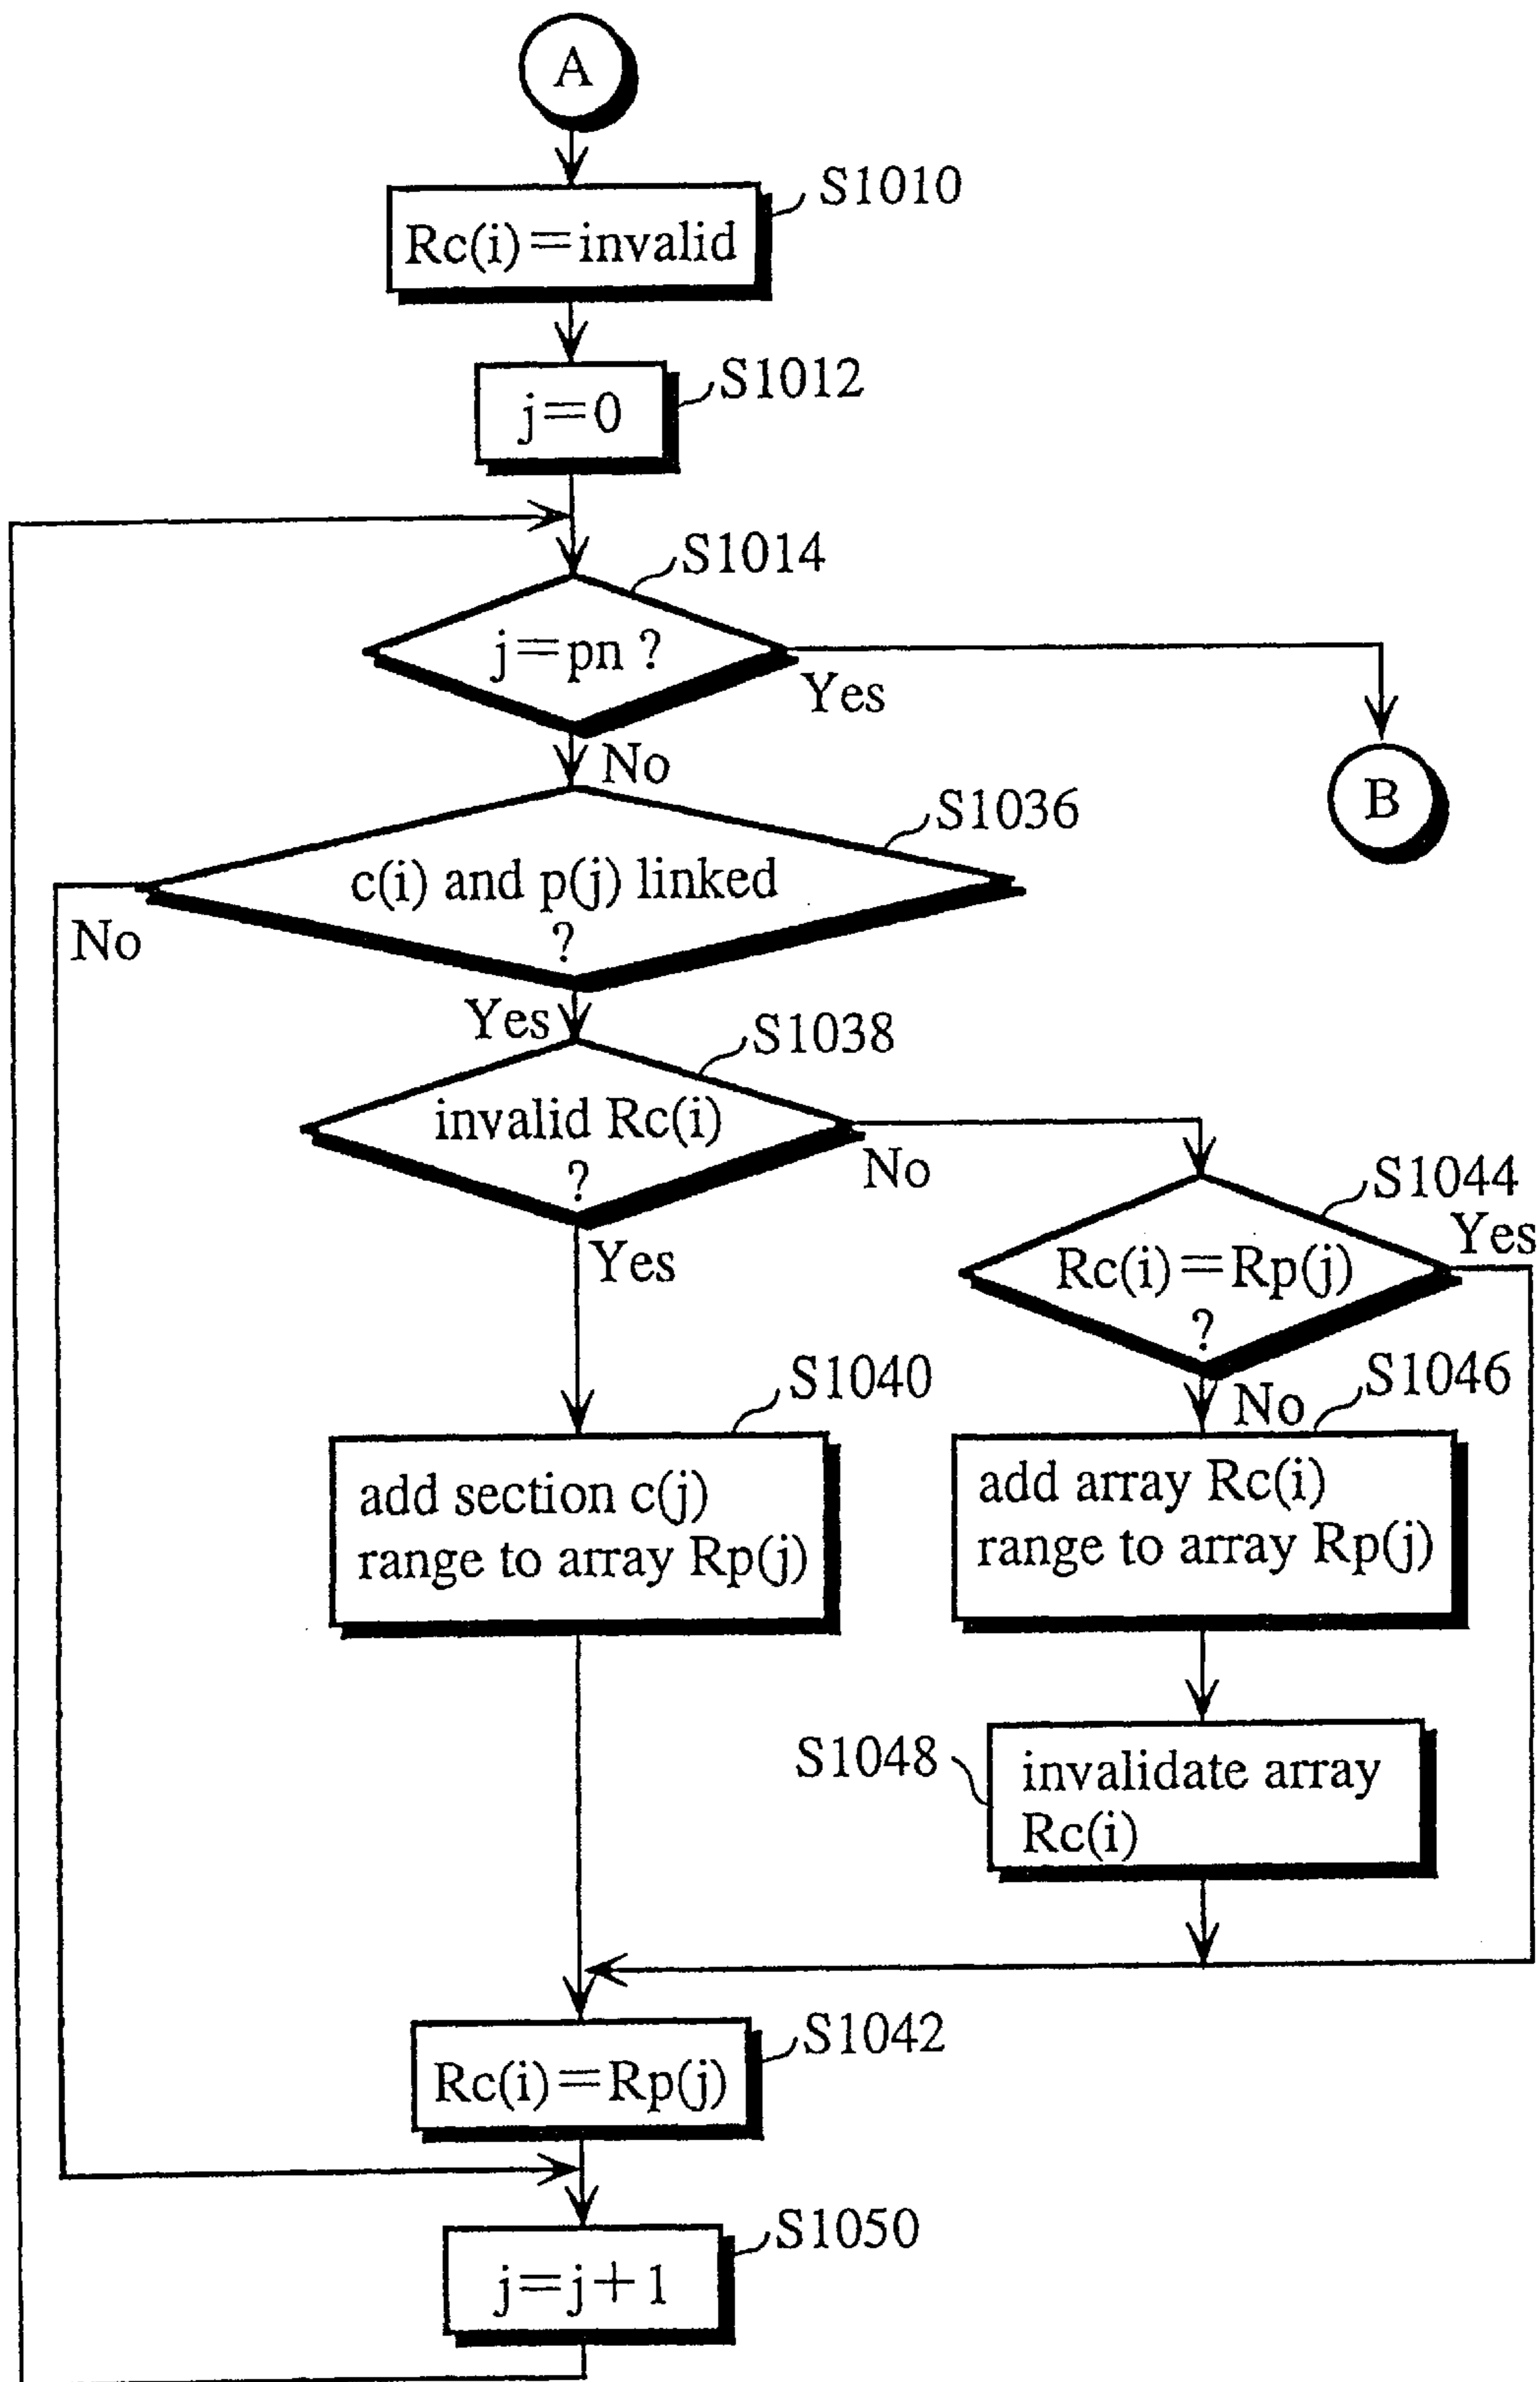 A
S1010
Rc(i)=invalid
S1012
j=0
S1014
j=pn ?
Yes
No
B
S1036
c(i) and p(j) linked
?
No
Yes
S1038
invalid Rc(i)
?
No
Yes
S1044
Yes
Rc(i)=Rp(j)
?
No
S1040
add section c(j)
range to array Rp(j)
S1046
add array Rc(i)
range to array Rp(j)
S1048
invalidate array
Rc(i)
S1042
Rc(i)=Rp(j)
S1050
j=j+1